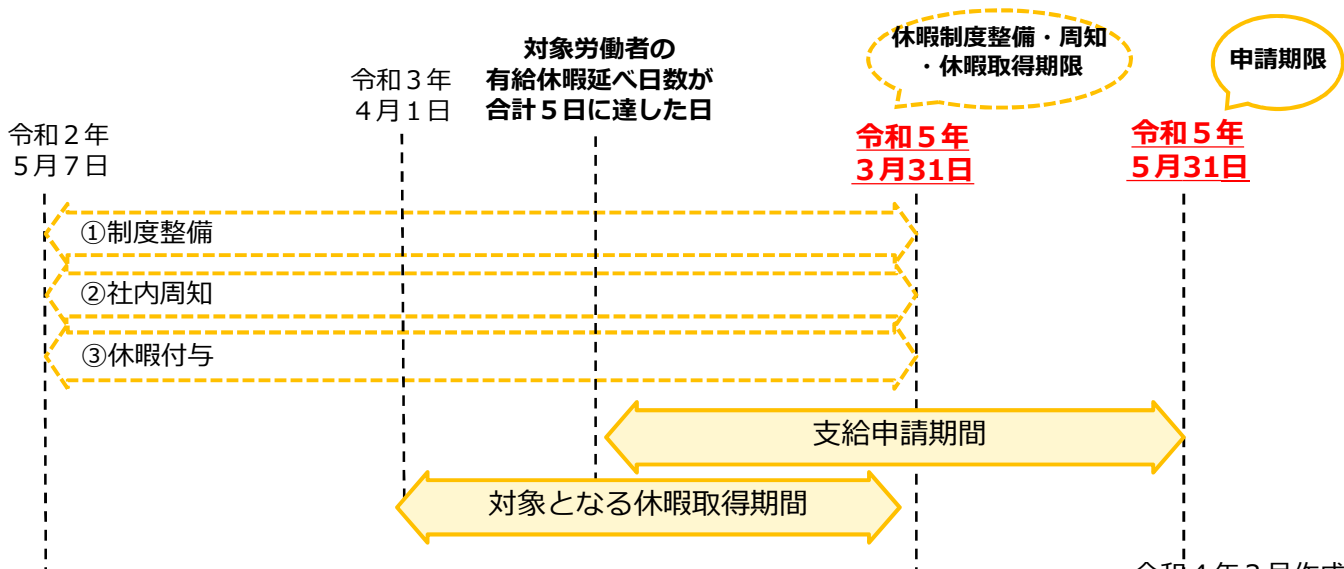 休暇制度整備・周知
・休暇取得期限
申請期限
対象労働者の
有給休暇延べ日数が
合計５日に達した日
令和３年
４月１日
令和２年
５月７日
令和５年
３月31日
令和５年
５月31日
①制度整備
②社内周知
③休暇付与
支給申請期間
対象となる休暇取得期間